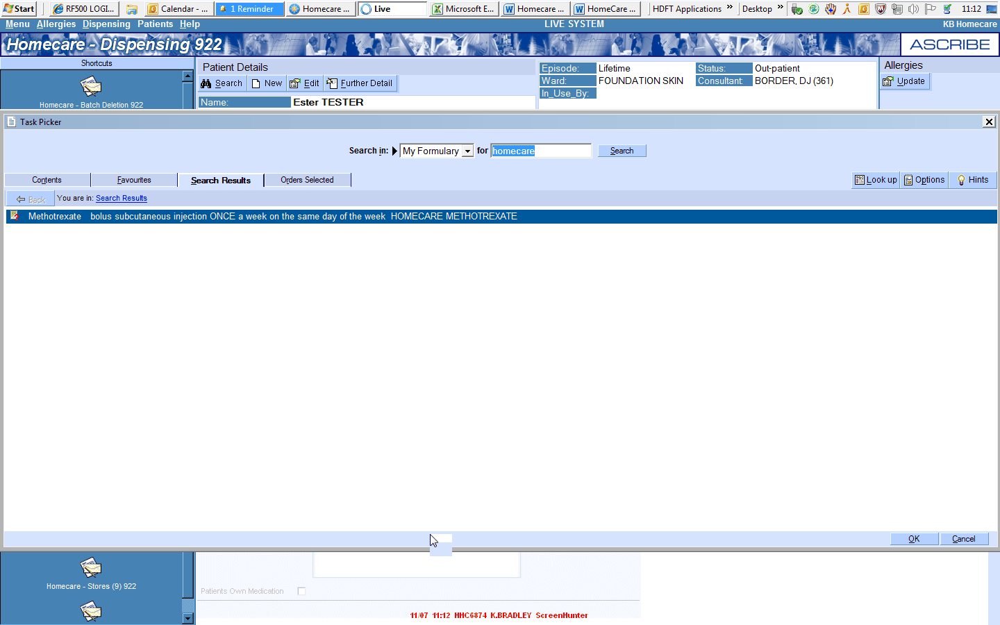 Start RF500 LOGI... Calendar - ... 1 Reminder Homecare ... Live Microsoft E... Homecare ... HomeCare ... HDFT Applications » Desktop » 11:12
Menu Allergies Dispensing Patients Help LIVE SYSTEM KB Homecare
Homecare - Dispensing 922 ASCRIBE
Shortcuts
Homecare - Batch Deletion 922
Patient Details
Search New Edit Further Detail
Name: Ester TESTER
Episode: Lifetime Status: Out-patient
Ward: FOUNDATION SKIN Consultant: BORDER, DJ (361)
In_Use_By:
Allergies
Update
Task Picker
Search in: My Formulary for homecare Search
Contents Favourites Search Results Orders Selected Look up Options Hints
Back You are in: Search Results
Methotrexate bolus subcutaneous injection ONCE a week on the same day of the week HOMECARE METHOTREXATE
OK Cancel
Homecare - Stores (9) 922
Patients Own Medication
11/07 11:12 HHC6874 K.BRADLEY ScreenHunter